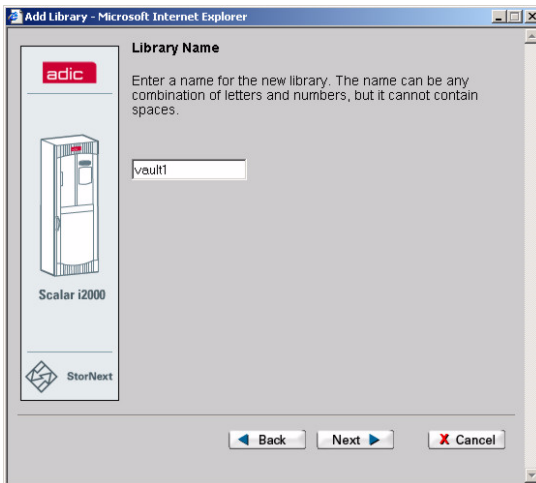 Add Library - Microsoft Internet Explorer
adic
Scalar i2000
StorNext
Library Name
Enter a name for the new library. The name can be any
combination of letters and numbers, but it cannot contain
spaces.
vault1
Back Next X Cancel